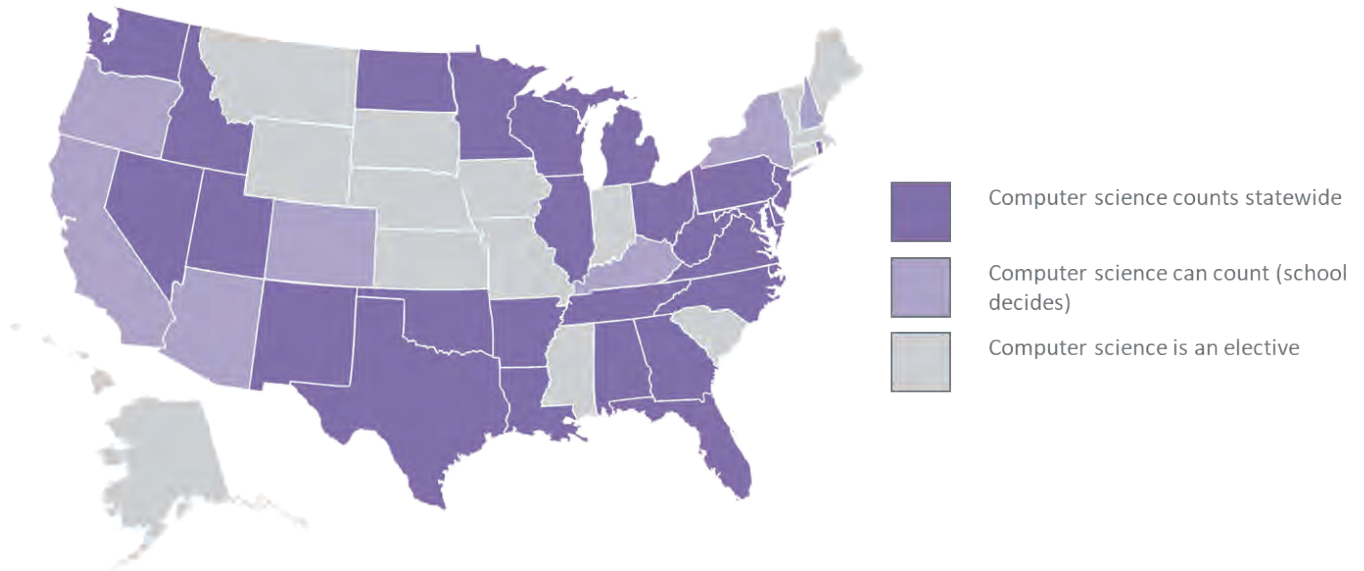 Computer science counts statewide
Computer science can count (school
decides)
Computer science is an elective